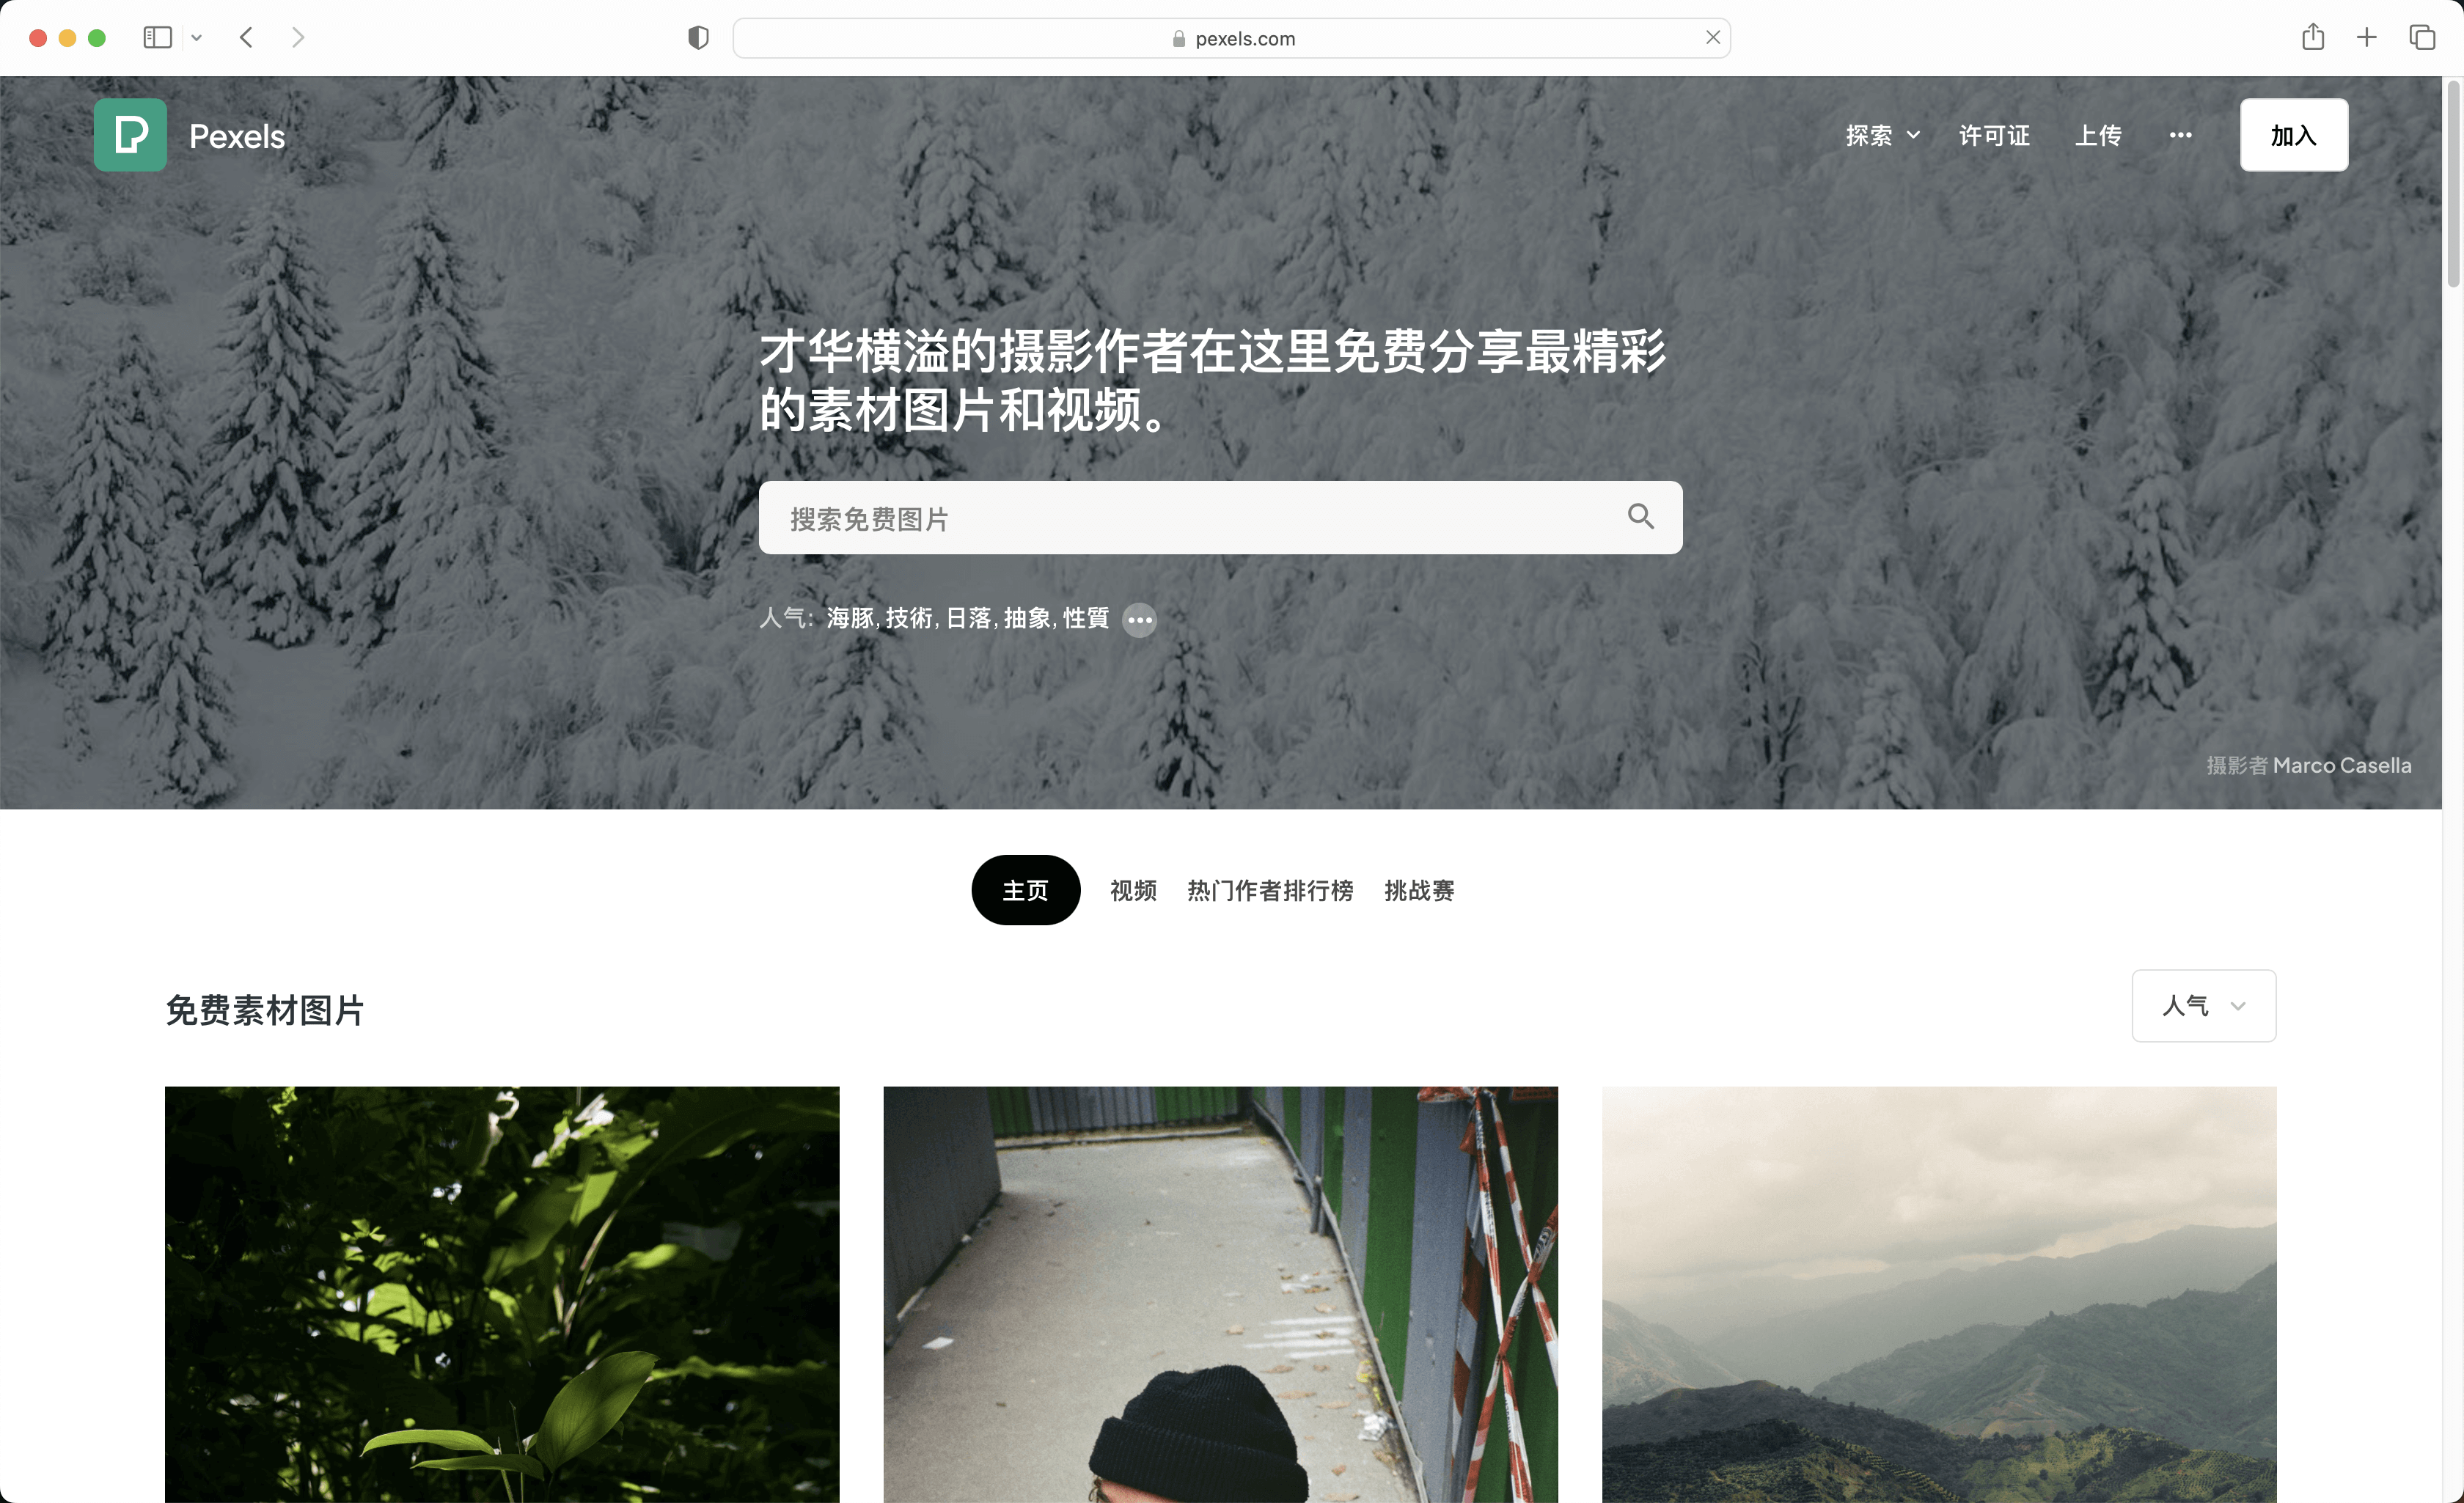 pexels.com
Pexels
探索
许可证
上传
加入
才华横溢的摄影作者在这里免费分享最精彩
的素材图片和视频。
搜索免费图片
人气: 海豚, 技術, 日落, 抽象, 性質
摄影者 Marco Casella
主页 视频 热门作者排行榜 挑战赛
免费素材图片
人气